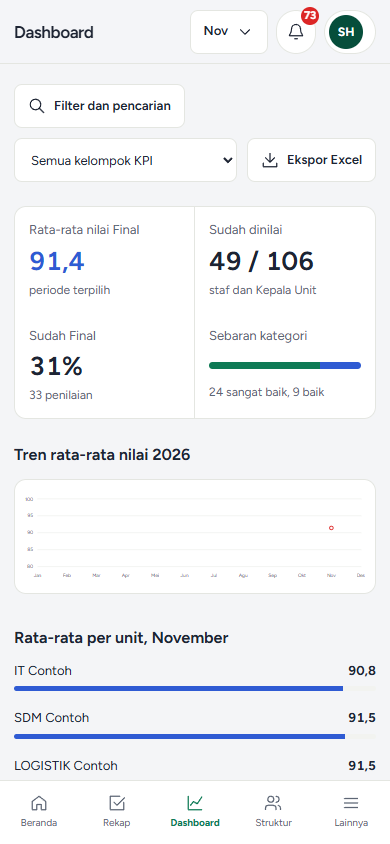 Dashboard
Nov
73
SH
Filter dan pencarian
Semua kelompok KPI
Ekspor Excel
Rata-rata nilai Final
91,4
periode terpilih
Sudah dinilai
49 / 106
staf dan Kepala Unit
Sudah Final
31%
33 penilaian
Sebaran kategori
24 sangat baik, 9 baik
Tren rata-rata nilai 2026
100
95
90
85
80
Jan Feb Mar Apr Mei Jun Jul Agu Sep Okt Nov Des
Rata-rata per unit, November
IT Contoh 90,8
SDM Contoh 91,5
LOGISTIK Contoh 91,5
Beranda Rekap Dashboard Struktur Lainnya